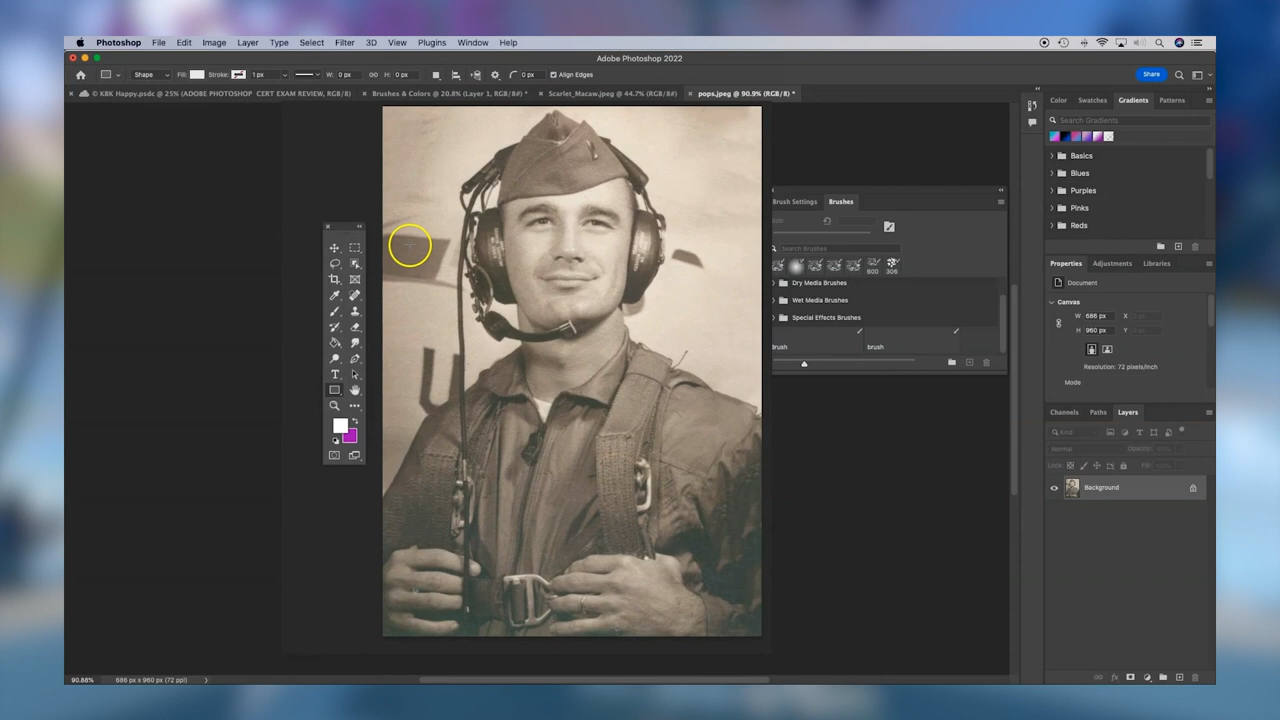 Photoshop File Edit Image Layer Type Select Filter 3D View Plugins Window Help
Adobe Photoshop 2022
Shape Fill: Stroke: 1 px W: 0 px H: 0 px 0 px Align Edges Share
© KBK Happy.psdc @ 25% (ADOBE PHOTOSHOP CERT EXAM REVIEW, RGB/8) Brushes & Colors @ 20.8% (Layer 1, RGB/8#) * Scarlet_Macaw.jpeg @ 44.7% (RGB/8#) pops.jpeg @ 90.9% (RGB/8) *
Color Swatches Gradients Patterns
Search Gradients
Basics
Blues
Purples
Pinks
Reds
Brush Settings Brushes
Size:
Search Brushes
600 306
Dry Media Brushes
Wet Media Brushes
Special Effects Brushes
Brush brush
Properties Adjustments Libraries
Document
Canvas
W 686 px X
H 960 px Y
Resolution: 72 pixels/inch
Mode
Channels Paths Layers
Kind
Normal Opacity:
Lock: Fill:
Background
90.88% 686 px x 960 px (72 ppi)